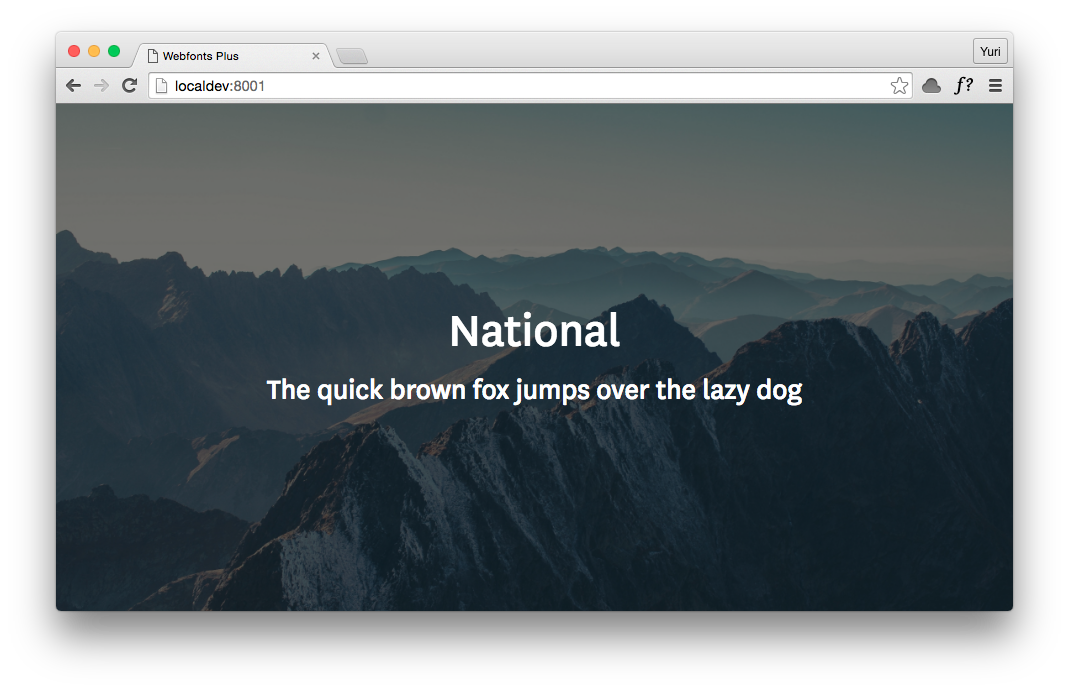 Webfonts Plus
Yuri
localdev:8001
f?
National
The quick brown fox jumps over the lazy dog